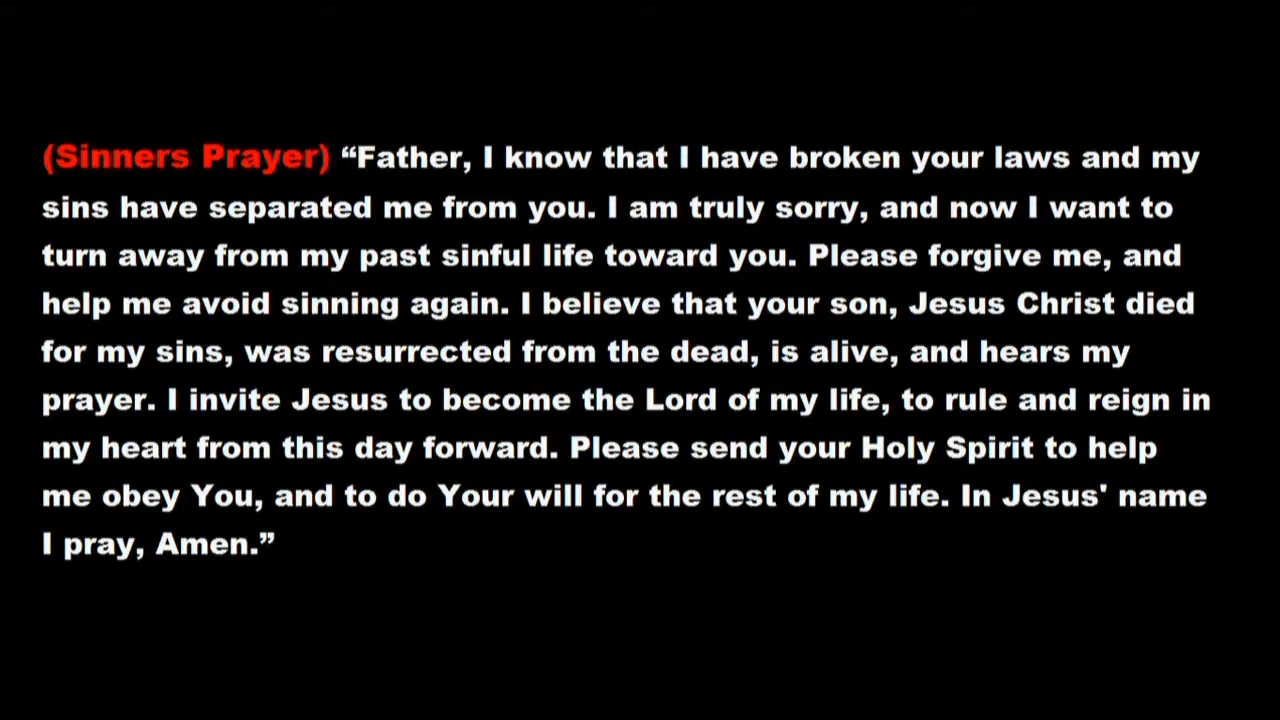 (Sinners Prayer) “Father, I know that I have broken your laws and my
sins have separated me from you. I am truly sorry, and now I want to
turn away from my past sinful life toward you. Please forgive me, and
help me avoid sinning again. I believe that your son, Jesus Christ died
for my sins, was resurrected from the dead, is alive, and hears my
prayer. I invite Jesus to become the Lord of my life, to rule and reign in
my heart from this day forward. Please send your Holy Spirit to help
me obey You, and to do Your will for the rest of my life. In Jesus' name
I pray, Amen.”